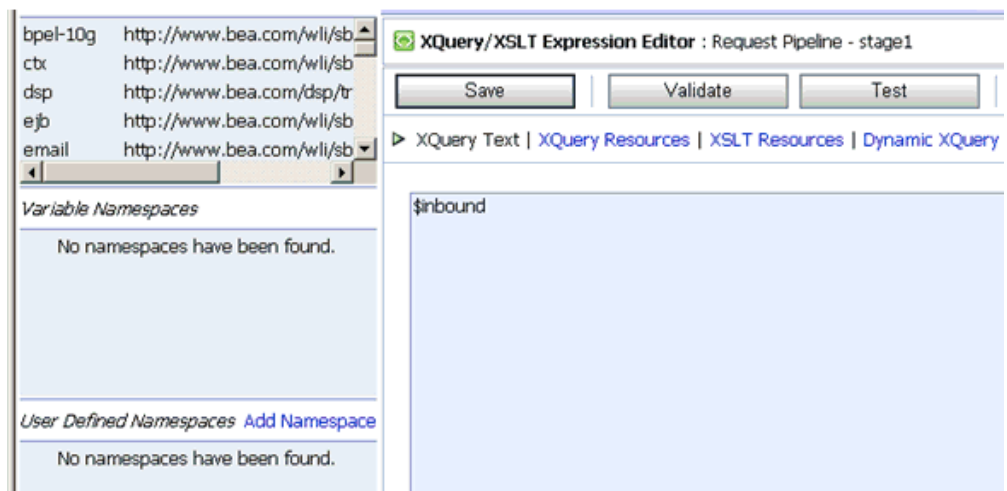 bpel-10g http://www.bea.com/wli/sb
ctx http://www.bea.com/wli/sb
dsp http://www.bea.com/dsp/tr
ejb http://www.bea.com/wli/sb
email http://www.bea.com/wli/sb
Variable Namespaces
No namespaces have been found.
User Defined Namespaces Add Namespace
No namespaces have been found.
XQuery/XSLT Expression Editor : Request Pipeline - stage1
Save Validate Test
XQuery Text | XQuery Resources | XSLT Resources | Dynamic XQuery
$inbound